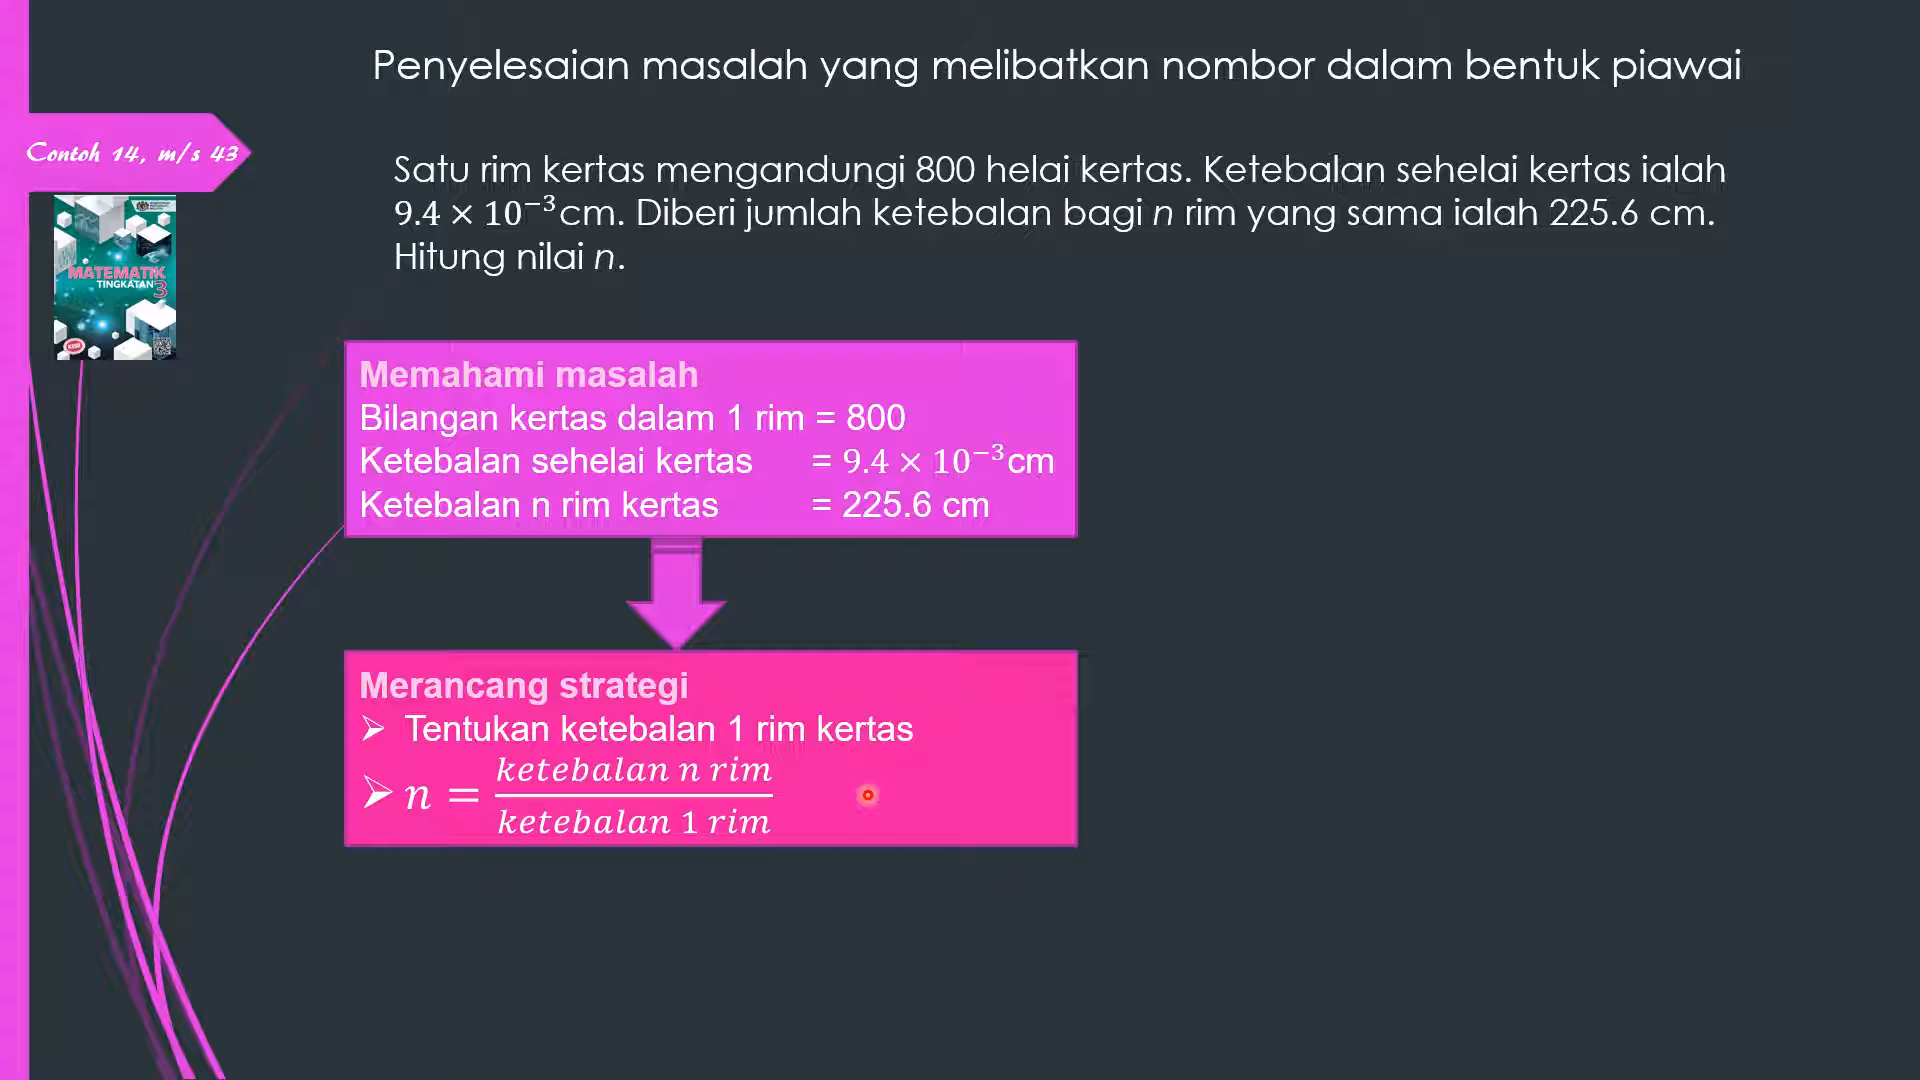 Penyelesaian masalah yang melibatkan nombor dalam bentuk piawai
Contoh 14, m/s 43
Satu rim kertas mengandungi 800 helai kertas. Ketebalan sehelai kertas ialah
9.4 × 10⁻³cm. Diberi jumlah ketebalan bagi n rim yang sama ialah 225.6 cm.
Hitung nilai n.
MATEMATIK
TINGKATAN 3
Memahami masalah
Bilangan kertas dalam 1 rim = 800
Ketebalan sehelai kertas = 9.4 × 10⁻³cm
Ketebalan n rim kertas = 225.6 cm
Merancang strategi
➢ Tentukan ketebalan 1 rim kertas
➢ n = ketebalan n rim / ketebalan 1 rim